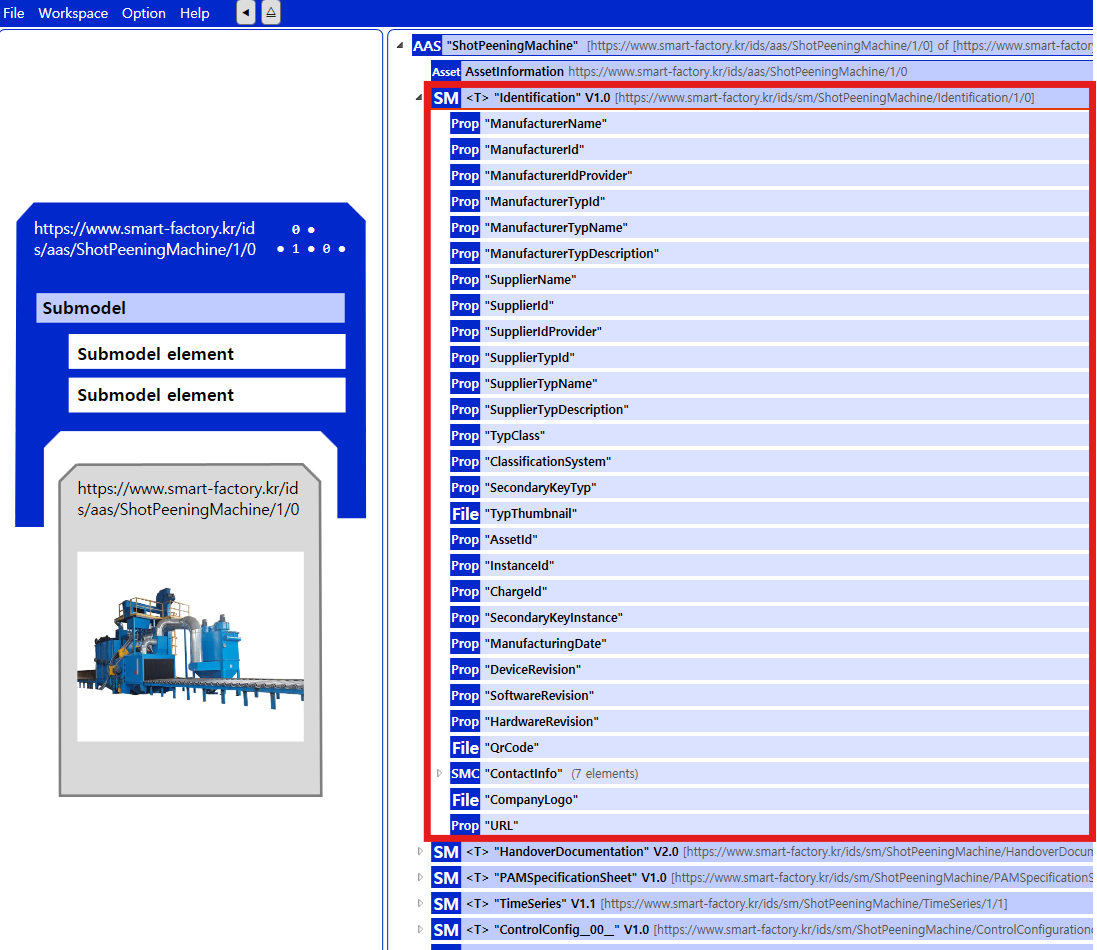 File Workspace Option Help ◄ △
https://www.smart-factory.kr/id
s/aas/ShotPeeningMachine/1/0
0 ●
● 1 ● 0 ●
Submodel
Submodel element
Submodel element
https://www.smart-factory.kr/id
s/aas/ShotPeeningMachine/1/0
AAS "ShotPeeningMachine" [https://www.smart-factory.kr/ids/aas/ShotPeeningMachine/1/0] of [https://www.smart-factory
Asset AssetInformation https://www.smart-factory.kr/ids/aas/ShotPeeningMachine/1/0
SM <T> "Identification" V1.0 [https://www.smart-factory.kr/ids/sm/ShotPeeningMachine/Identification/1/0]
Prop "ManufacturerName"
Prop "ManufacturerId"
Prop "ManufacturerIdProvider"
Prop "ManufacturerTypId"
Prop "ManufacturerTypName"
Prop "ManufacturerTypDescription"
Prop "SupplierName"
Prop "SupplierId"
Prop "SupplierIdProvider"
Prop "SupplierTypId"
Prop "SupplierTypName"
Prop "SupplierTypDescription"
Prop "TypClass"
Prop "ClassificationSystem"
Prop "SecondaryKeyTyp"
File "TypThumbnail"
Prop "AssetId"
Prop "InstanceId"
Prop "ChargeId"
Prop "SecondaryKeyInstance"
Prop "ManufacturingDate"
Prop "DeviceRevision"
Prop "SoftwareRevision"
Prop "HardwareRevision"
File "QrCode"
SMC "ContactInfo" (7 elements)
File "CompanyLogo"
Prop "URL"
SM <T> "HandoverDocumentation" V2.0 [https://www.smart-factory.kr/ids/sm/ShotPeeningMachine/HandoverDocum
SM <T> "PAMSpecificationSheet" V1.0 [https://www.smart-factory.kr/ids/sm/ShotPeeningMachine/PAMSpecificationS
SM <T> "TimeSeries" V1.1 [https://www.smart-factory.kr/ids/sm/ShotPeeningMachine/TimeSeries/1/1]
SM <T> "ControlConfig__00__" V1.0 [https://www.smart-factory.kr/ids/sm/ShotPeeningMachine/ControlConfiguration